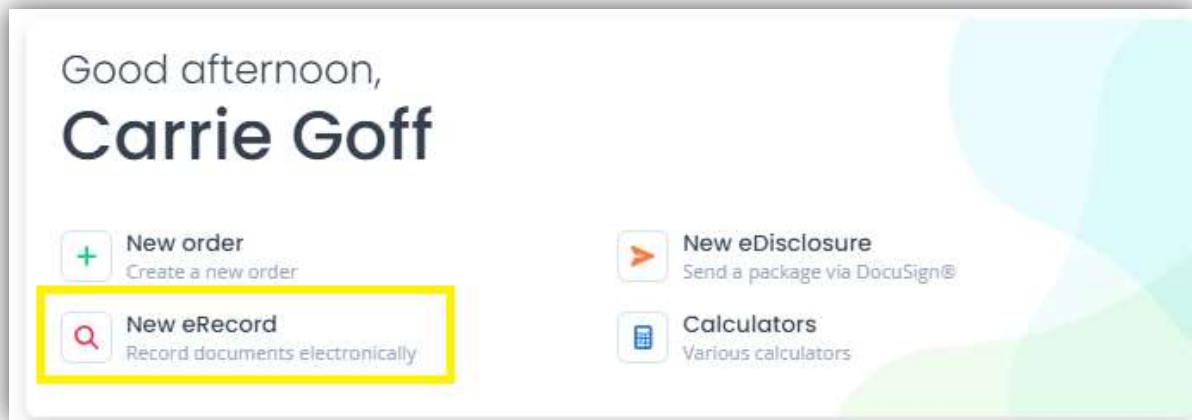 Good afternoon,
Carrie Goff
New order
Create a new order
New eDisclosure
Send a package via DocuSign®
New eRecord
Record documents electronically
Calculators
Various calculators